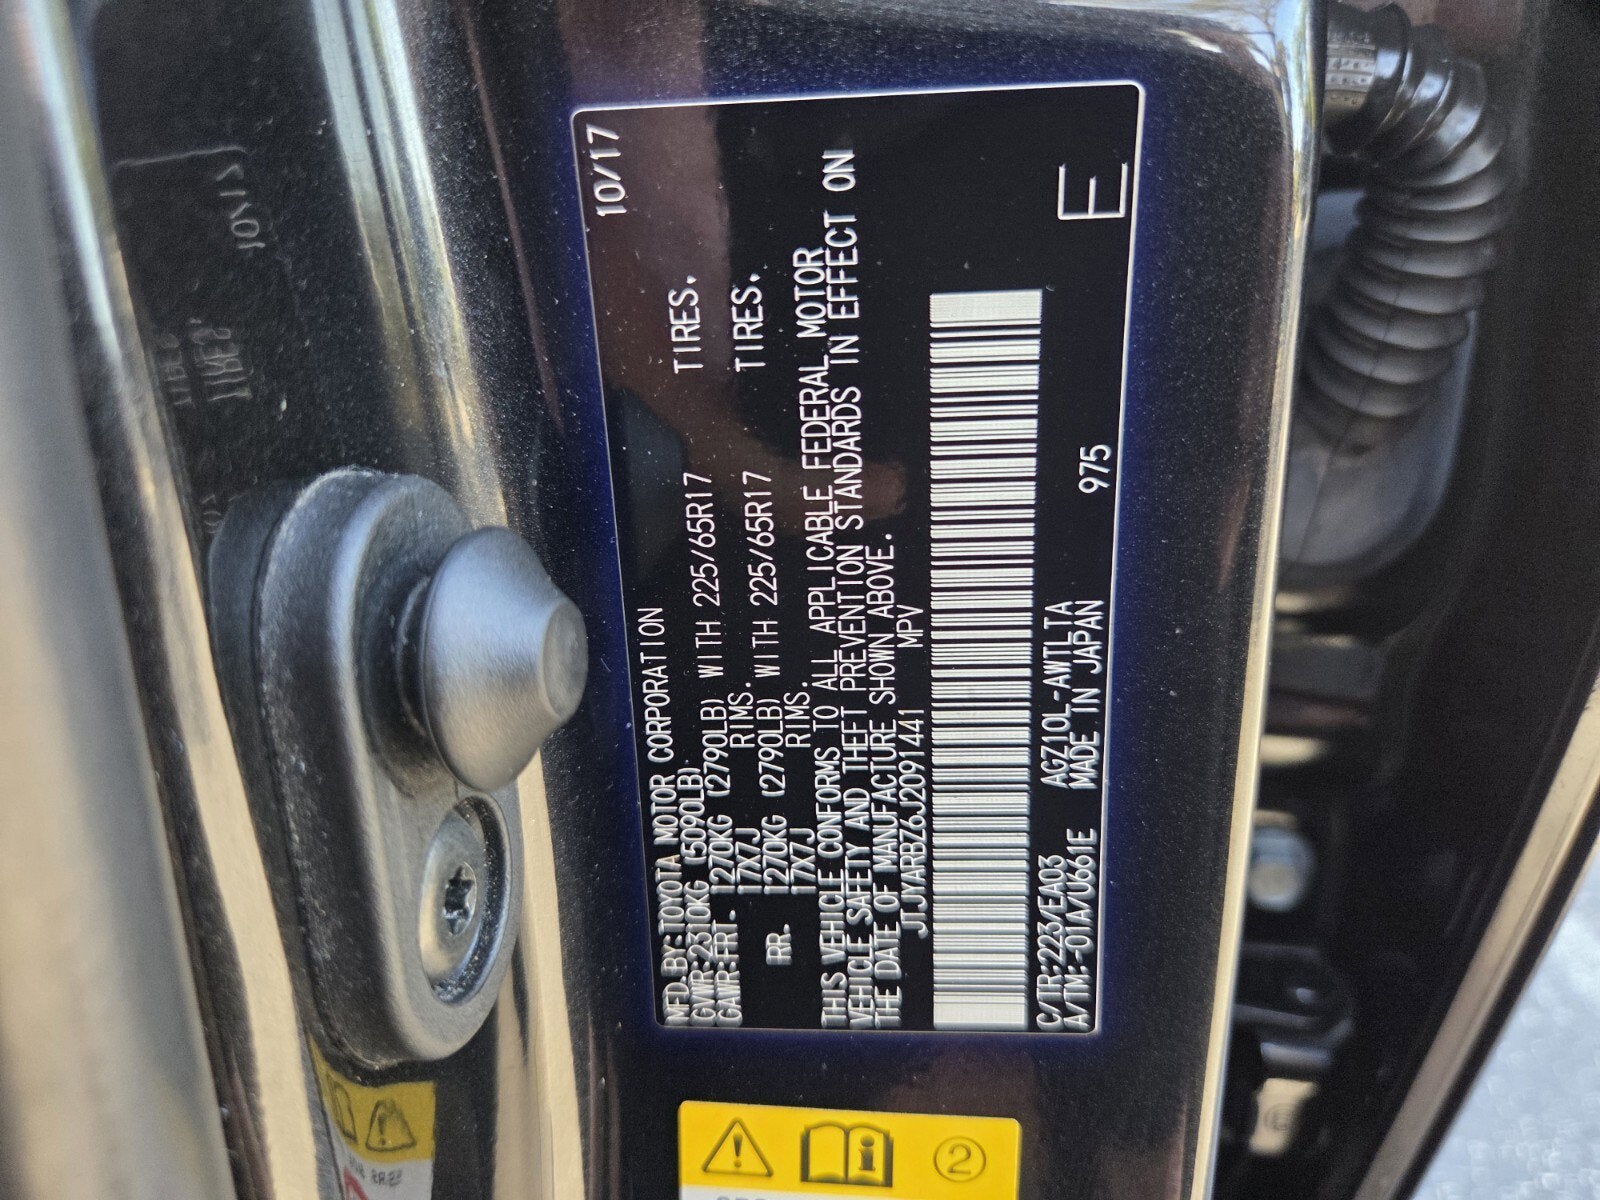 MFD.BY:TOYOTA MOTOR CORPORATION 10/17
GVWR:2310KG (5090LB)
GAWR:FRT. 1270KG (2790LB) WITH 225/65R17 TIRES.
17X7J RIMS.
RR. 1270KG (2790LB) WITH 225/65R17 TIRES.
17X7J RIMS.
THIS VEHICLE CONFORMS TO ALL APPLICABLE FEDERAL MOTOR
VEHICLE SAFETY AND THEFT PREVENTION STANDARDS IN EFFECT ON
THE DATE OF MANUFACTURE SHOWN ABOVE.
JTJYARBZ6J2091441 MPV
C/TR:223/EA03 AGZ10L-AWTLTA
A/TM:-01A/U661E MADE IN JAPAN 975 E
2